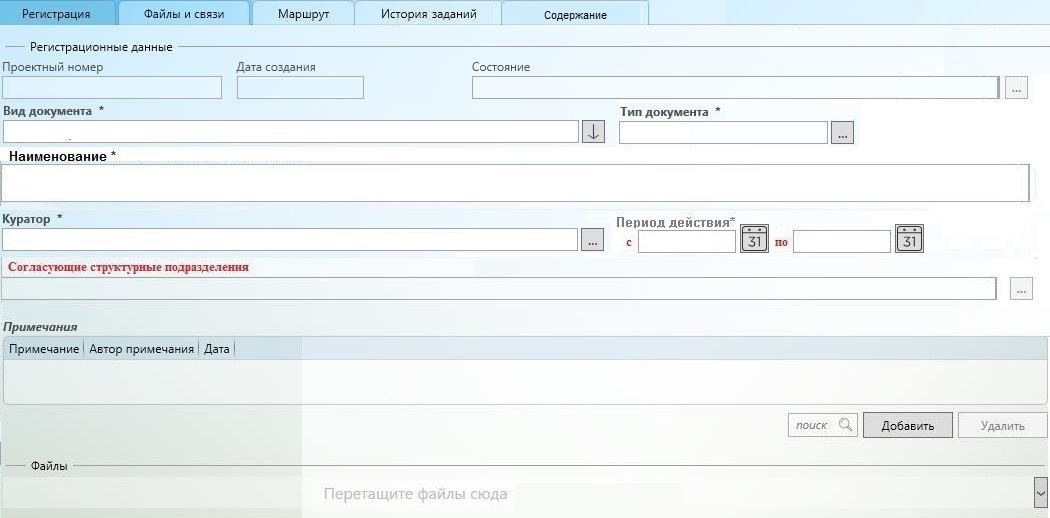 Регистрация Файлы и связи Маршрут История заданий Содержание
Регистрационные данные
Проектный номер Дата создания Состояние
...
Вид документа * Тип документа *
...
Наименование *
Куратор * Период действия*
... с 31 по 31
Согласующие структурные подразделения
...
Примечания
Примечание Автор примечания Дата
поиск Добавить Удалить
Файлы
Перетащите файлы сюда